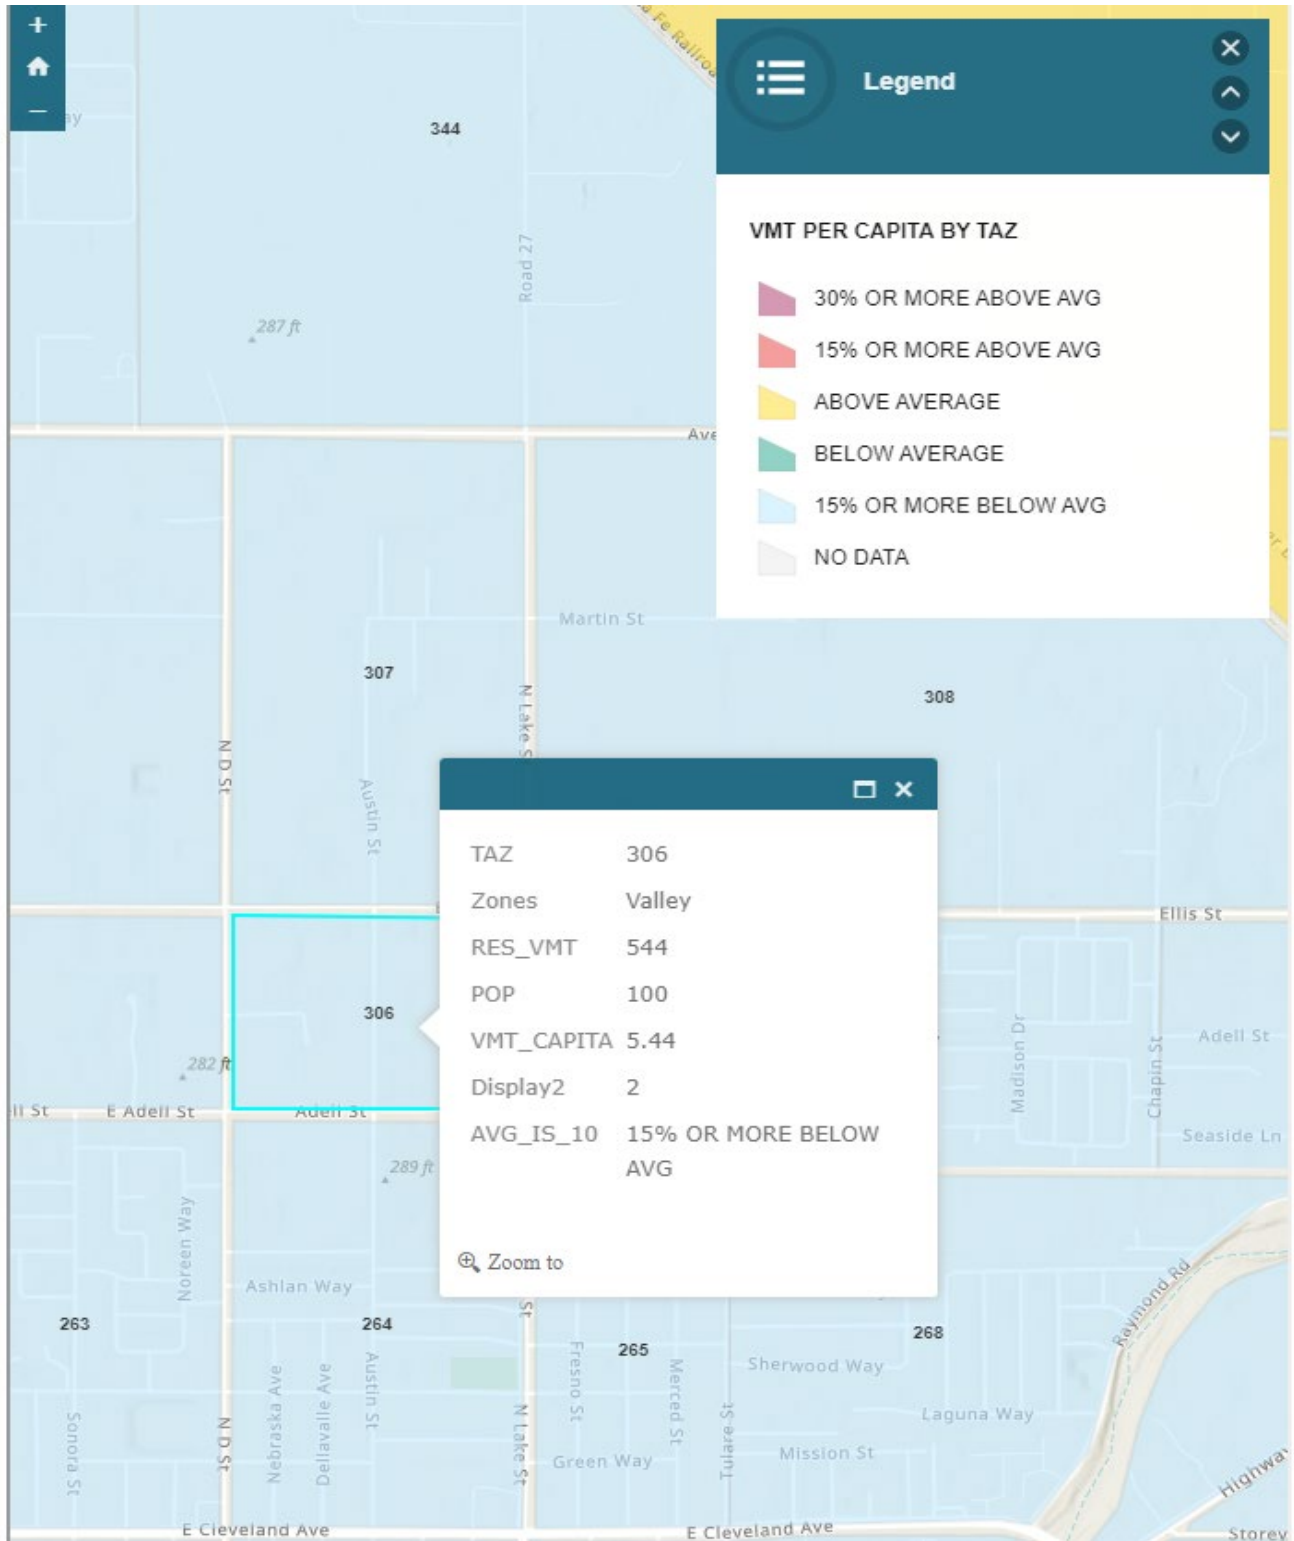 +
ay
−
344
Road 27
287 ft
Legend
VMT PER CAPITA BY TAZ
30% OR MORE ABOVE AVG
15% OR MORE ABOVE AVG
ABOVE AVERAGE
BELOW AVERAGE
15% OR MORE BELOW AVG
NO DATA
Ave
Martin St
307
308
N Lake S
N D St
Austin St
TAZ 306
Zones Valley
RES_VMT 544
POP 100
VMT_CAPITA 5.44
Display2 2
AVG_IS_10 15% OR MORE BELOW
AVG
Zoom to
Ellis St
306
282 ft
Madison Dr
Chapin St
Adell St
ll St
E Adell St
Adell St
Seaside Ln
289 ft
Noreen Way
Ashlan Way
St
Raymond Rd
263
264
265
268
Sherwood Way
Sonora St
N D St
Nebraska Ave
Dellavalle Ave
Austin St
N Lake St
Fresno St
Merced St
Tulare St
Laguna Way
Green Way
Mission St
Highway
E Cleveland Ave
E Cleveland Ave
Storey